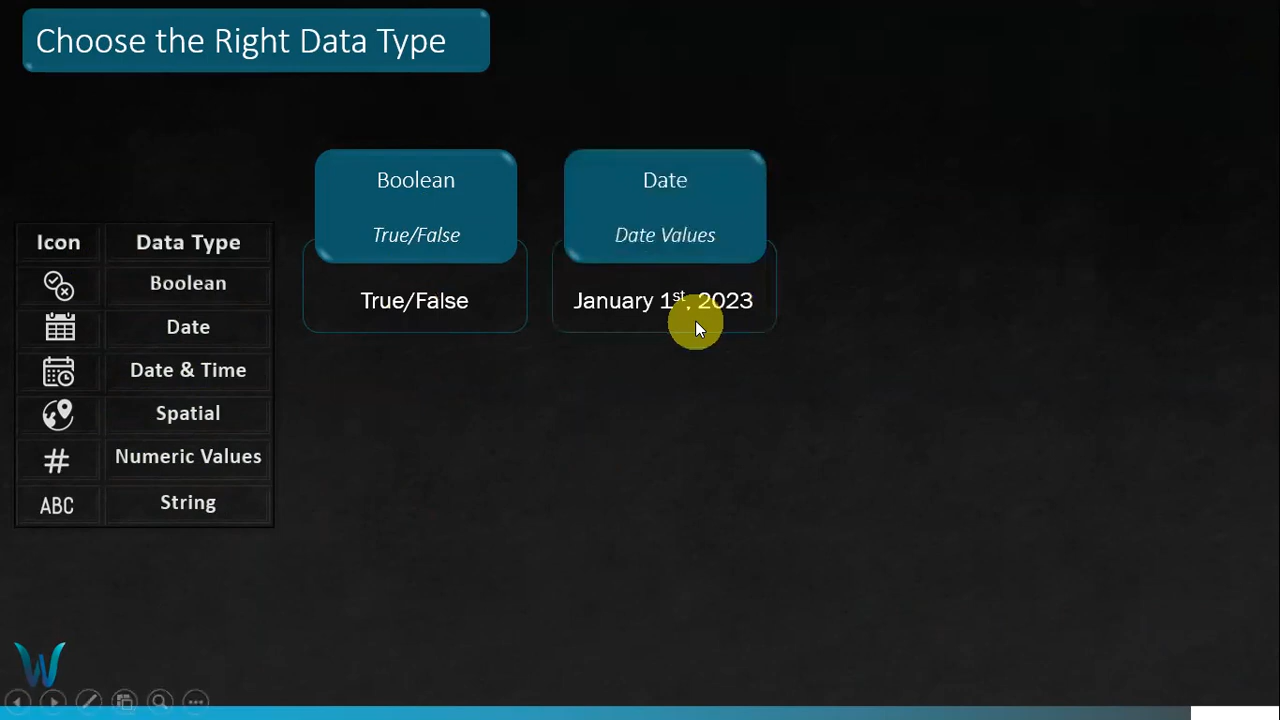 Choose the Right Data Type
Boolean
True/False
True/False
Date
Date Values
January 1st, 2023
Icon Data Type
Boolean
Date
Date & Time
Spatial
# Numeric Values
ABC String
W